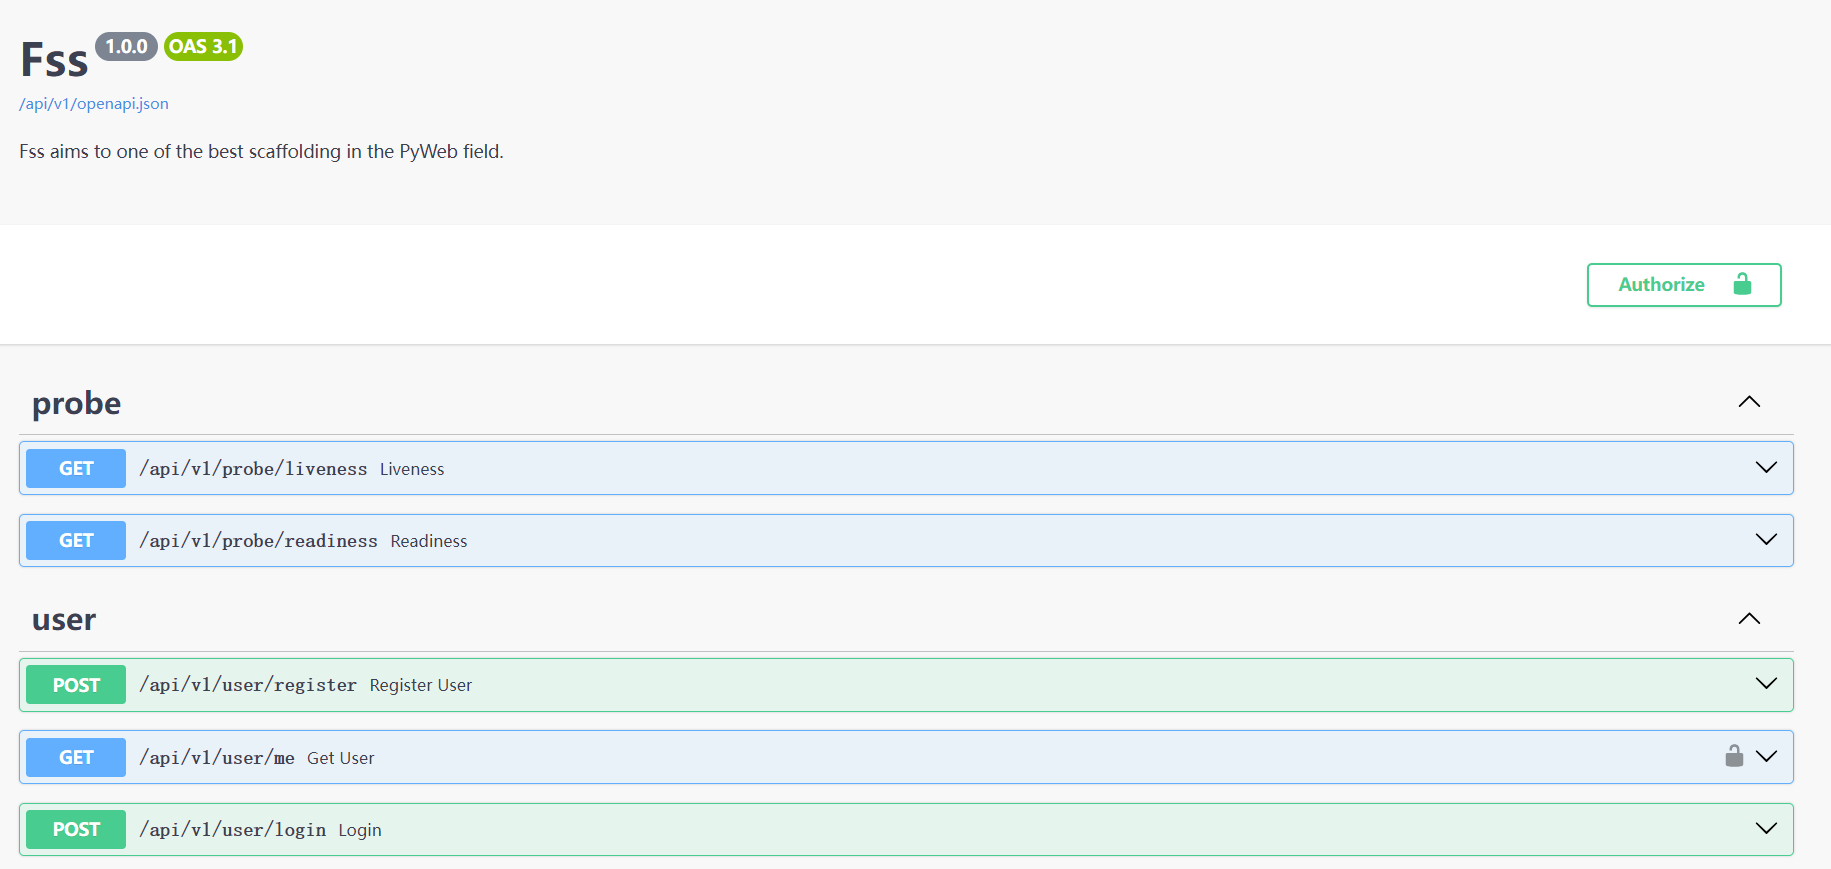 Fss 1.0.0 OAS 3.1
/api/v1/openapi.json
Fss aims to one of the best scaffolding in the PyWeb field.
Authorize
probe
GET /api/v1/probe/liveness Liveness
GET /api/v1/probe/readiness Readiness
user
POST /api/v1/user/register Register User
GET /api/v1/user/me Get User
POST /api/v1/user/login Login